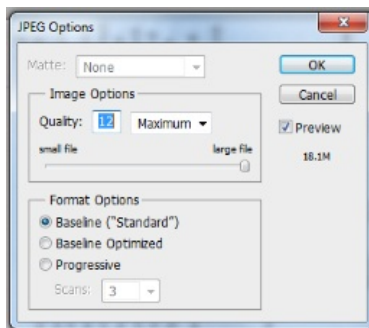 JPEG Options
Matte: None
OK
Image Options
Cancel
Quality: 12 Maximum
Preview
small file large file
18.1M
Format Options
Baseline ("Standard")
Baseline Optimized
Progressive
Scans: 3